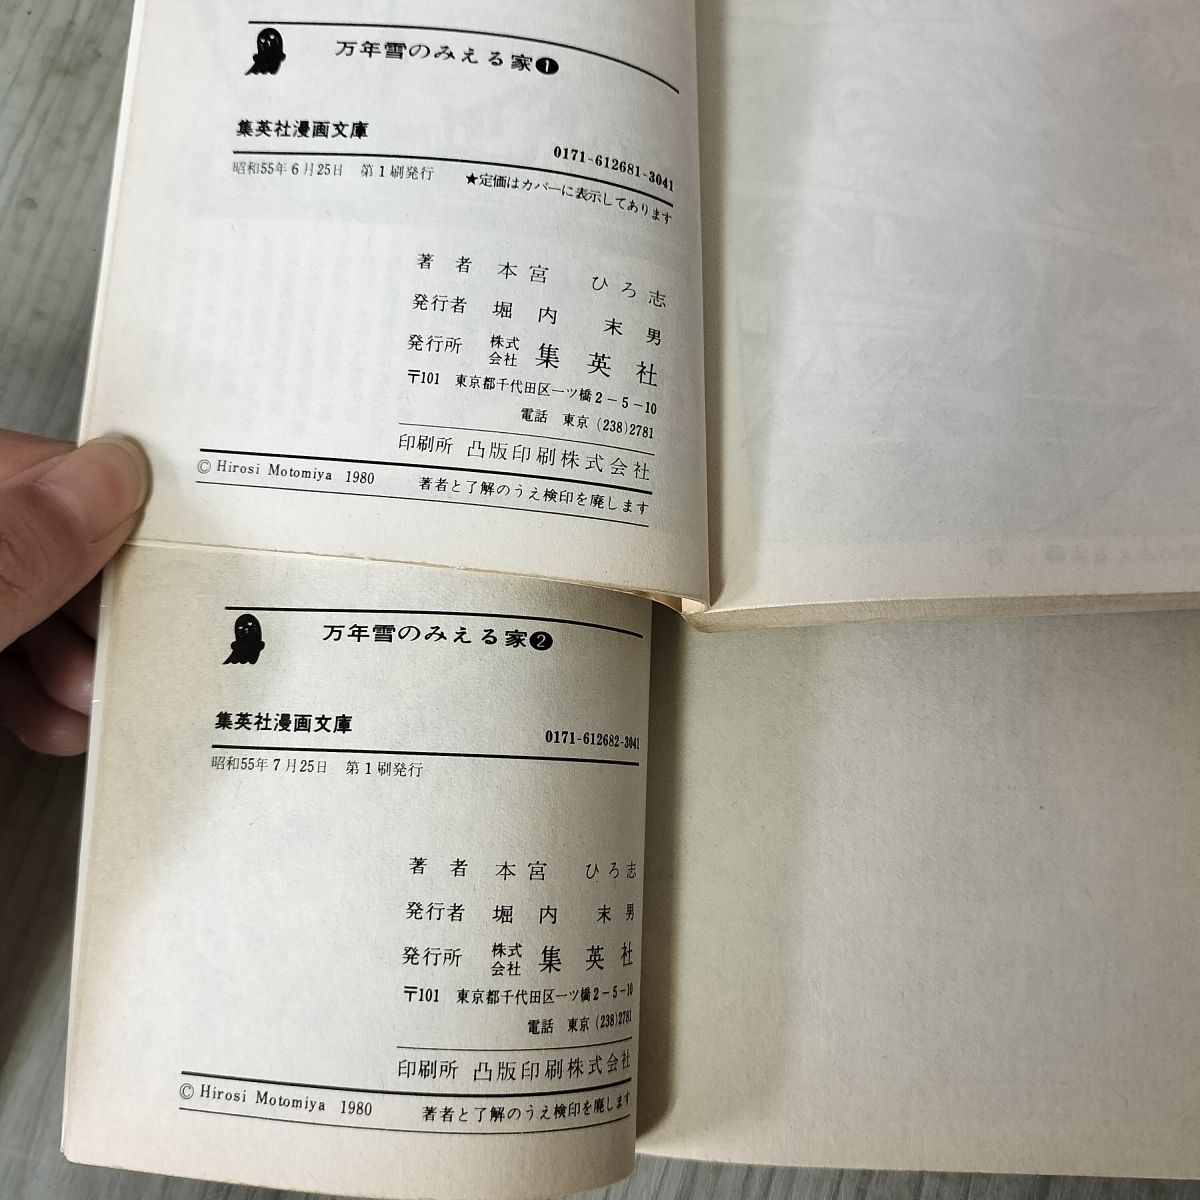 万年雪のみえる家❶
集英社漫画文庫
0171-612681-3041
昭和55年6月25日　第1刷発行
★定価はカバーに表示してあります
著者　本宮　ひろ志
発行者　堀内　末男
発行所　株式会社　集英社
〒101　東京都千代田区一ツ橋2-5-10
電話　東京(238)2781
印刷所　凸版印刷株式会社
© Hirosi Motomiya 1980　著者と了解のうえ検印を廃します
万年雪のみえる家❷
集英社漫画文庫
0171-612682-3041
昭和55年7月25日　第1刷発行
著者　本宮　ひろ志
発行者　堀内　末男
発行所　株式会社　集英社
〒101　東京都千代田区一ツ橋2-5-10
電話　東京(238)2781
印刷所　凸版印刷株式会社
© Hirosi Motomiya 1980　著者と了解のうえ検印を廃します